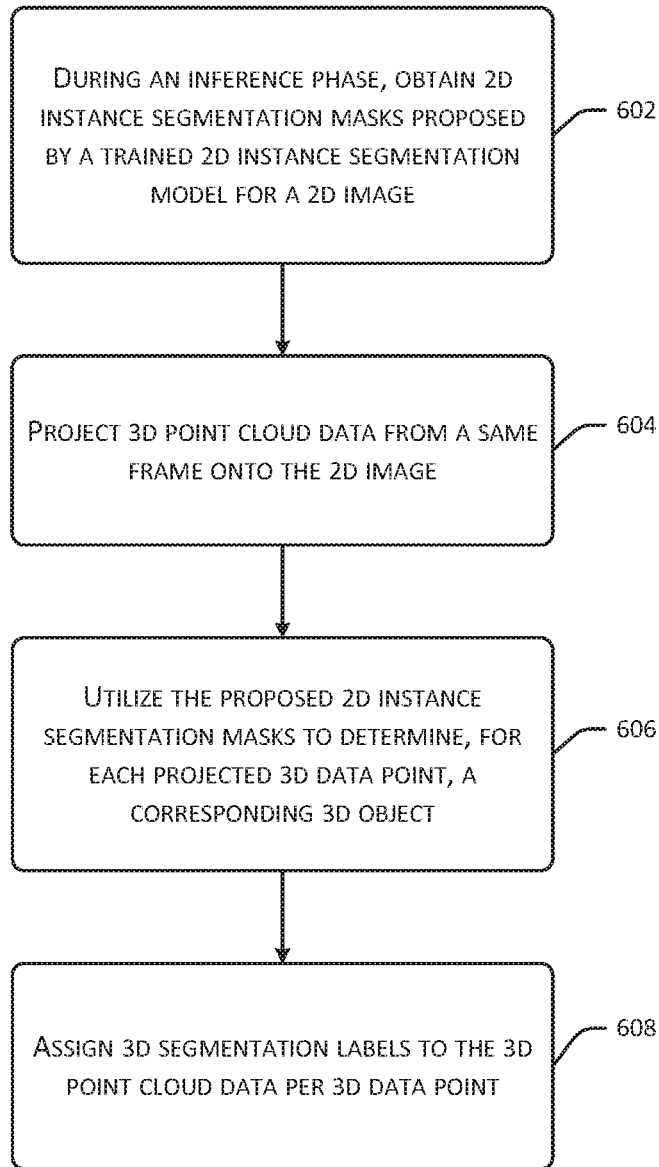 DURING AN INFERENCE PHASE, OBTAIN 2D
INSTANCE SEGMENTATION MASKS PROPOSED
BY A TRAINED 2D INSTANCE SEGMENTATION
MODEL FOR A 2D IMAGE
602
PROJECT 3D POINT CLOUD DATA FROM A SAME
FRAME ONTO THE 2D IMAGE
604
UTILIZE THE PROPOSED 2D INSTANCE
SEGMENTATION MASKS TO DETERMINE, FOR
EACH PROJECTED 3D DATA POINT, A
CORRESPONDING 3D OBJECT
606
ASSIGN 3D SEGMENTATION LABELS TO THE 3D
POINT CLOUD DATA PER 3D DATA POINT
608